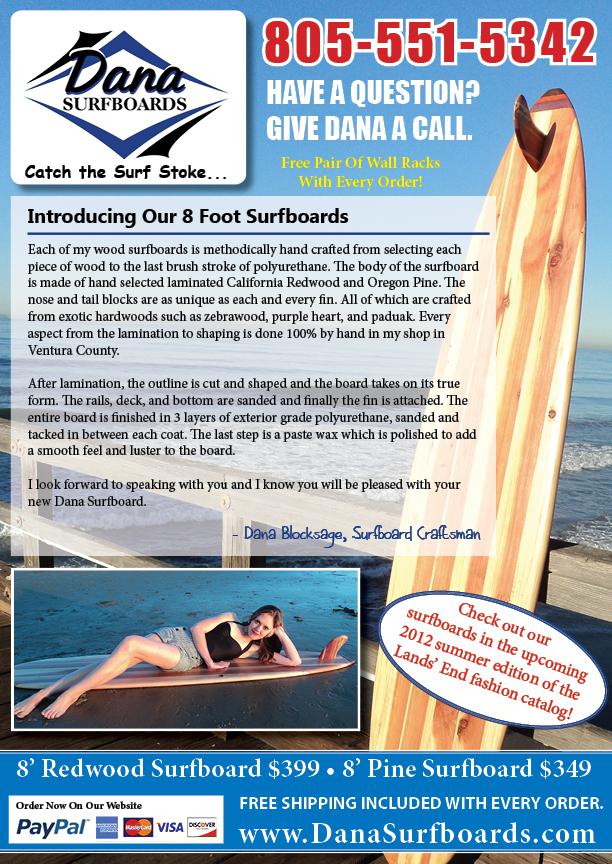 Dana
SURFBOARDS
Catch the Surf Stoke...
805-551-5342
HAVE A QUESTION?
GIVE DANA A CALL.
Free Pair Of Wall Racks
With Every Order!
Introducing Our 8 Foot Surfboards
Each of my wood surfboards is methodically hand crafted from selecting each
piece of wood to the last brush stroke of polyurethane. The body of the surfboard
is made of hand selected laminated California Redwood and Oregon Pine. The
nose and tail blocks are as unique as each and every fin. All of which are crafted
from exotic hardwoods such as zebrawood, purple heart, and paduak. Every
aspect from the lamination to shaping is done 100% by hand in my shop in
Ventura County.
After lamination, the outline is cut and shaped and the board takes on its true
form. The rails, deck, and bottom are sanded and finally the fin is attached. The
entire board is finished in 3 layers of exterior grade polyurethane, sanded and
tacked in between each coat. The last step is a paste wax which is polished to add
a smooth feel and luster to the board.
I look forward to speaking with you and I know you will be pleased with your
new Dana Surfboard.
- Dana Blocksage, Surfboard Craftsman
Check out our
surfboards in the upcoming
2012 summer edition of the
Lands' End fashion catalog!
8' Redwood Surfboard $399 • 8' Pine Surfboard $349
Order Now On Our Website
PayPal
AMERICAN EXPRESS
MasterCard
VISA
DISCOVER
FREE SHIPPING INCLUDED WITH EVERY ORDER.
www.DanaSurfboards.com